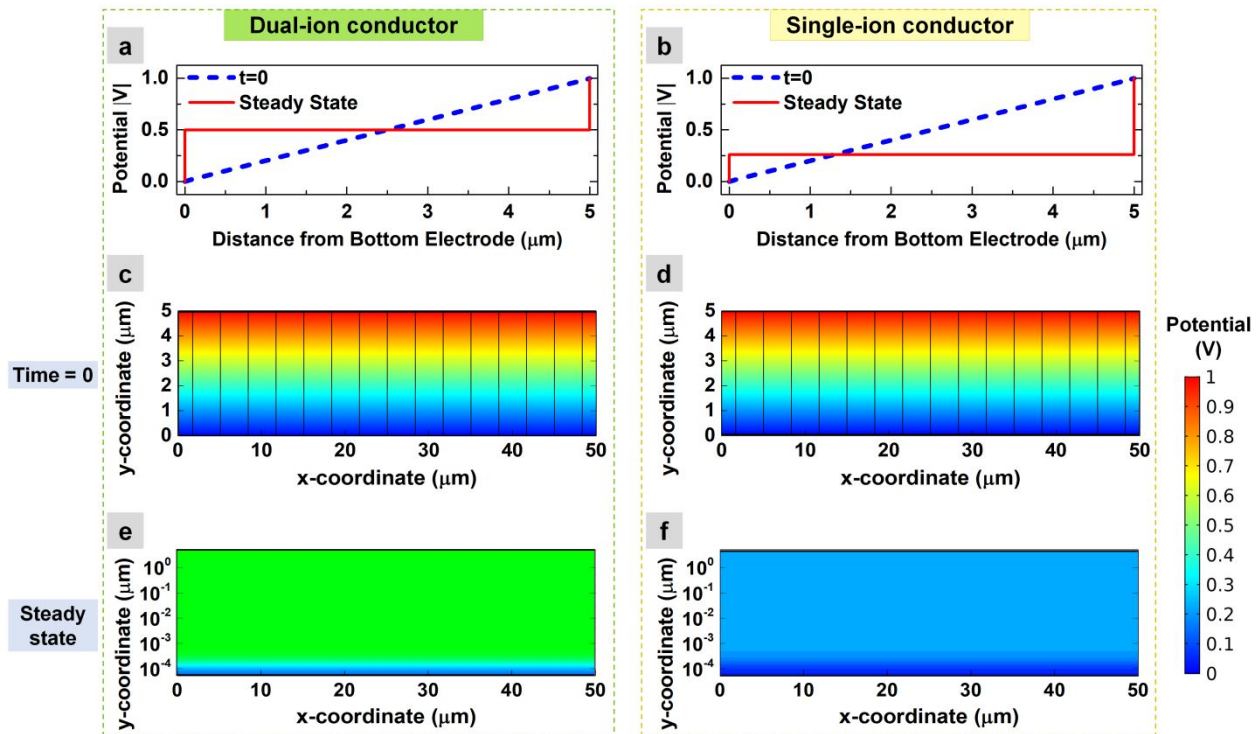 Dual-ion conductor
Single-ion conductor
a
Potential |V|
1.0
0.5
0.0
t=0
Steady State
0 1 2 3 4 5
Distance from Bottom Electrode (μm)
b
Potential |V|
1.0
0.5
0.0
t=0
Steady State
0 1 2 3 4 5
Distance from Bottom Electrode (μm)
Time = 0
c
y-coordinate (μm)
5
4
3
2
1
0
0 10 20 30 40 50
x-coordinate (μm)
d
y-coordinate (μm)
5
4
3
2
1
0
0 10 20 30 40 50
x-coordinate (μm)
Steady
state
e
y-coordinate (μm)
10⁰
10⁻¹
10⁻²
10⁻³
10⁻⁴
0 10 20 30 40 50
x-coordinate (μm)
f
y-coordinate (μm)
10⁰
10⁻¹
10⁻²
10⁻³
10⁻⁴
0 10 20 30 40 50
x-coordinate (μm)
Potential
(V)
1
0.9
0.8
0.7
0.6
0.5
0.4
0.3
0.2
0.1
0